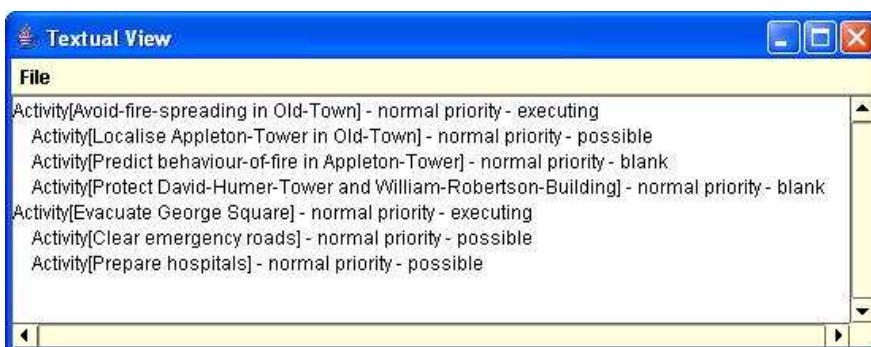 Textual View
File
Activity[Avoid-fire-spreading in Old-Town] - normal priority - executing
Activity[Localise Appleton-Tower in Old-Town] - normal priority - possible
Activity[Predict behaviour-of-fire in Appleton-Tower] - normal priority - blank
Activity[Protect David-Humer-Tower and William-Robertson-Building] - normal priority - blank
Activity[Evacuate George Square] - normal priority - executing
Activity[Clear emergency roads] - normal priority - possible
Activity[Prepare hospitals] - normal priority - possible